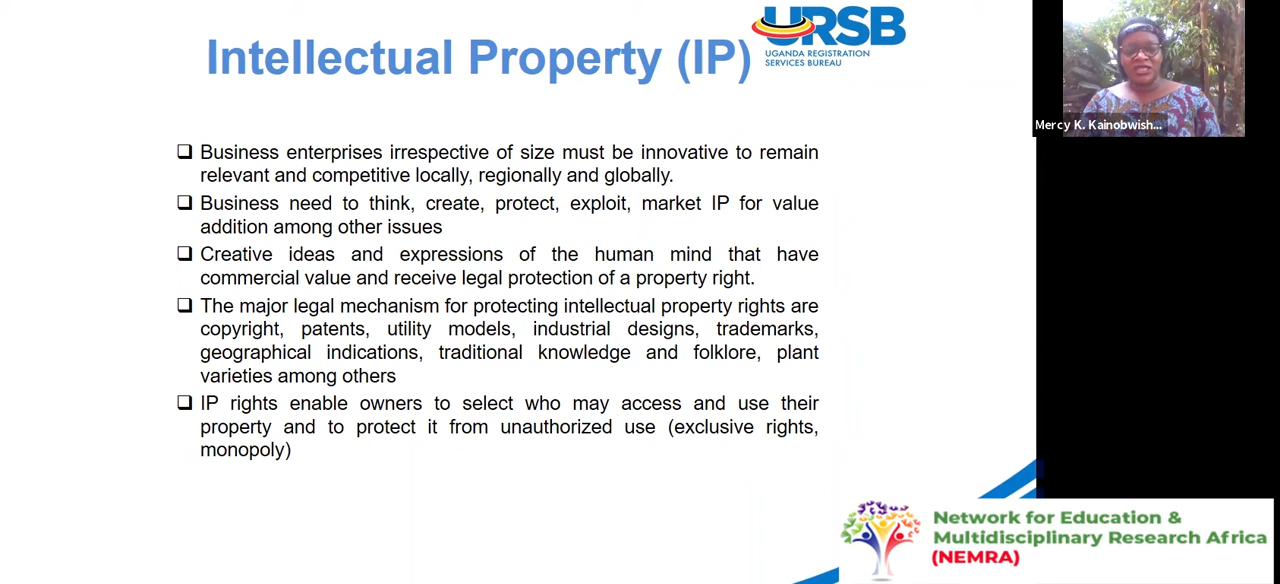 Intellectual Property (IP)
URSB
UGANDA REGISTRATION
SERVICES BUREAU
Mercy K. Kainobwish...
❑ Business enterprises irrespective of size must be innovative to remain
relevant and competitive locally, regionally and globally.
❑ Business need to think, create, protect, exploit, market IP for value
addition among other issues
❑ Creative ideas and expressions of the human mind that have
commercial value and receive legal protection of a property right.
❑ The major legal mechanism for protecting intellectual property rights are
copyright, patents, utility models, industrial designs, trademarks,
geographical indications, traditional knowledge and folklore, plant
varieties among others
❑ IP rights enable owners to select who may access and use their
property and to protect it from unauthorized use (exclusive rights,
monopoly)
Network for Education &
Multidisciplinary Research Africa
(NEMRA)